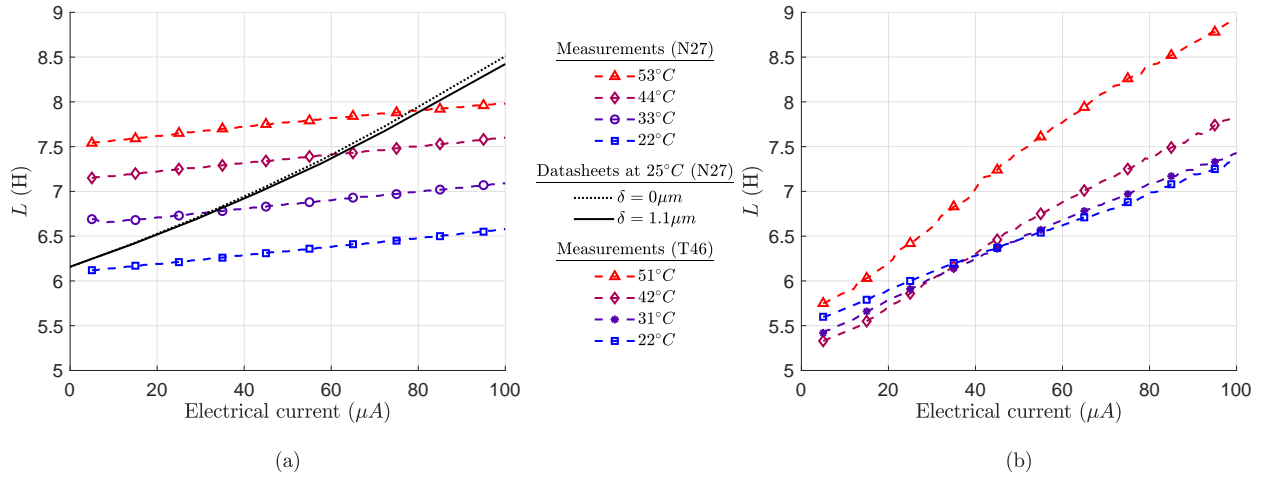 9
8.5
8
7.5
7
6.5
6
5.5
5
L (H)
0 20 40 60 80 100
Electrical current (μA)
(a)
Measurements (N27)
53°C
44°C
33°C
22°C
Datasheets at 25°C (N27)
δ = 0μm
δ = 1.1μm
Measurements (T46)
51°C
42°C
31°C
22°C
9
8.5
8
7.5
7
6.5
6
5.5
5
L (H)
0 20 40 60 80 100
Electrical current (μA)
(b)